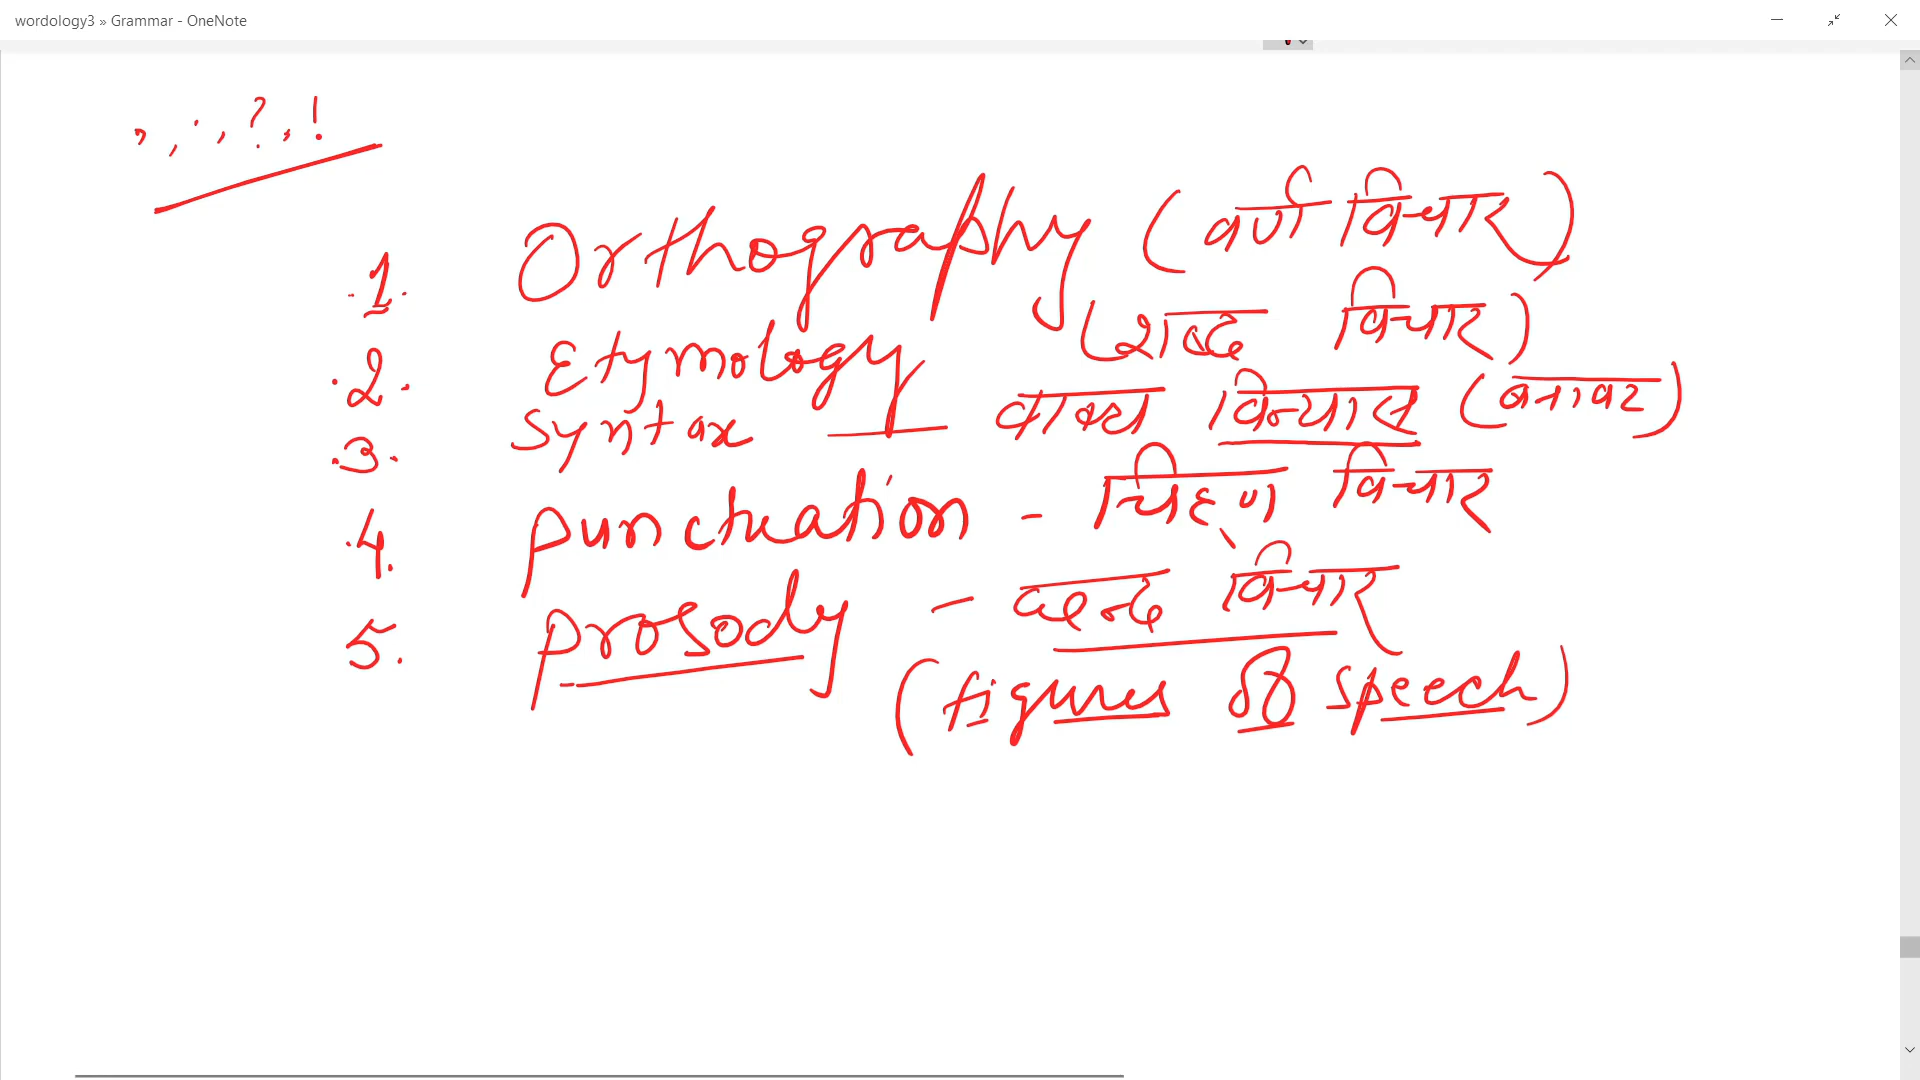 wordology3 » Grammar - OneNote
, ; . , ? , !
1. Orthography (वर्ण विचार)
2. Etymology (शब्द विचार)
3. Syntax — वाक्य विन्यास (बनावट)
4. Punctuation - चिह्ण विचार
5. Prosody - छन्द विचार
(figures of speech)